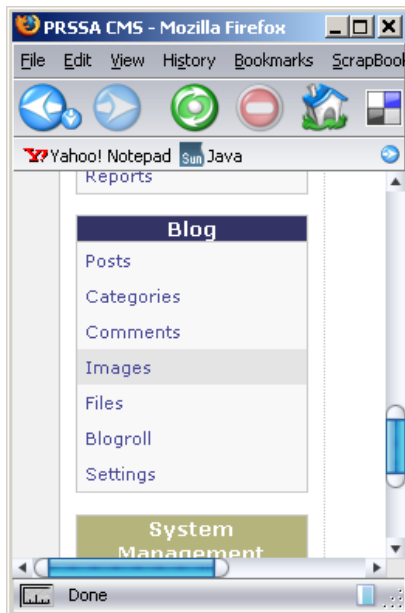 PRSSA CMS - Mozilla Firefox
File Edit View History Bookmarks ScrapBook
Yahoo! Notepad Sun Java
Reports
Blog
Posts
Categories
Comments
Images
Files
Blogroll
Settings
System
Management
Done